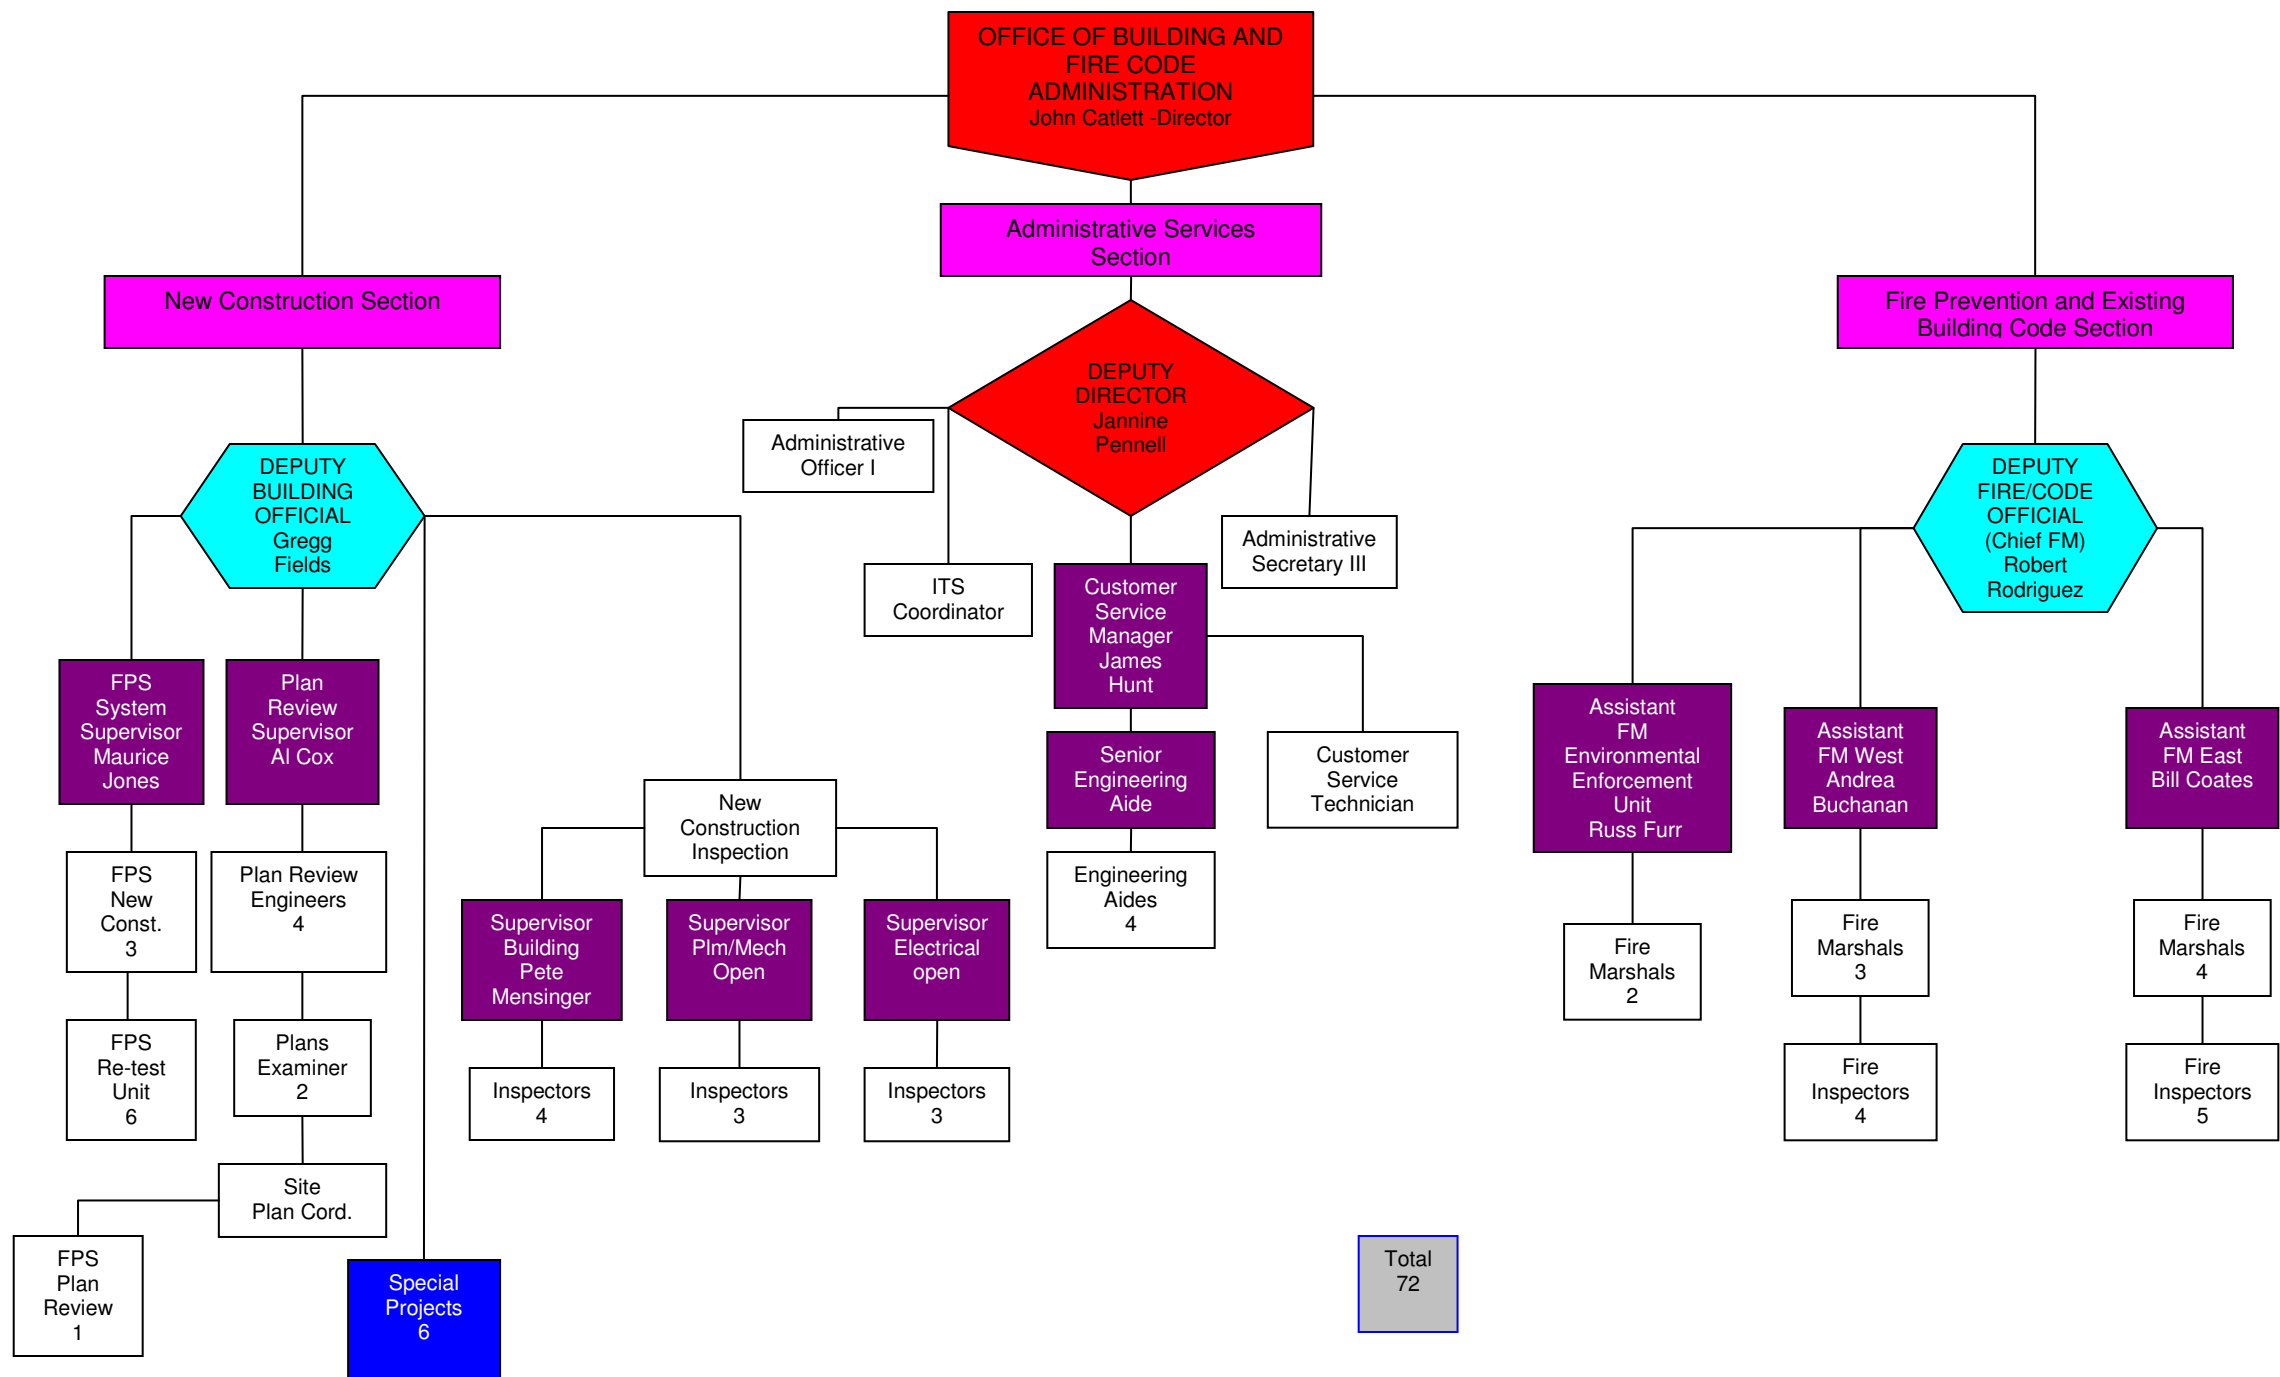 OFFICE OF BUILDING AND
FIRE CODE
ADMINISTRATION
John Catlett -Director
Administrative Services
Section
New Construction Section
Fire Prevention and Existing
Building Code Section
DEPUTY
DIRECTOR
Jannine
Pennell
Administrative
Officer I
DEPUTY
BUILDING
OFFICIAL
Gregg
Fields
DEPUTY
FIRE/CODE
OFFICIAL
(Chief FM)
Robert
Rodriguez
Administrative
Secretary III
ITS
Coordinator
Customer
Service
Manager
James
Hunt
FPS
System
Supervisor
Maurice
Jones
Plan
Review
Supervisor
Al Cox
Assistant
FM
Environmental
Enforcement
Unit
Russ Furr
Assistant
FM West
Andrea
Buchanan
Assistant
FM East
Bill Coates
Senior
Engineering
Aide
Customer
Service
Technician
New
Construction
Inspection
FPS
New
Const.
3
Plan Review
Engineers
4
Engineering
Aides
4
Supervisor
Building
Pete
Mensinger
Supervisor
Plm/Mech
Open
Supervisor
Electrical
open
Fire
Marshals
2
Fire
Marshals
3
Fire
Marshals
4
FPS
Re-test
Unit
6
Plans
Examiner
2
Inspectors
4
Inspectors
3
Inspectors
3
Fire
Inspectors
4
Fire
Inspectors
5
Site
Plan Cord.
FPS
Plan
Review
1
Special
Projects
6
Total
72